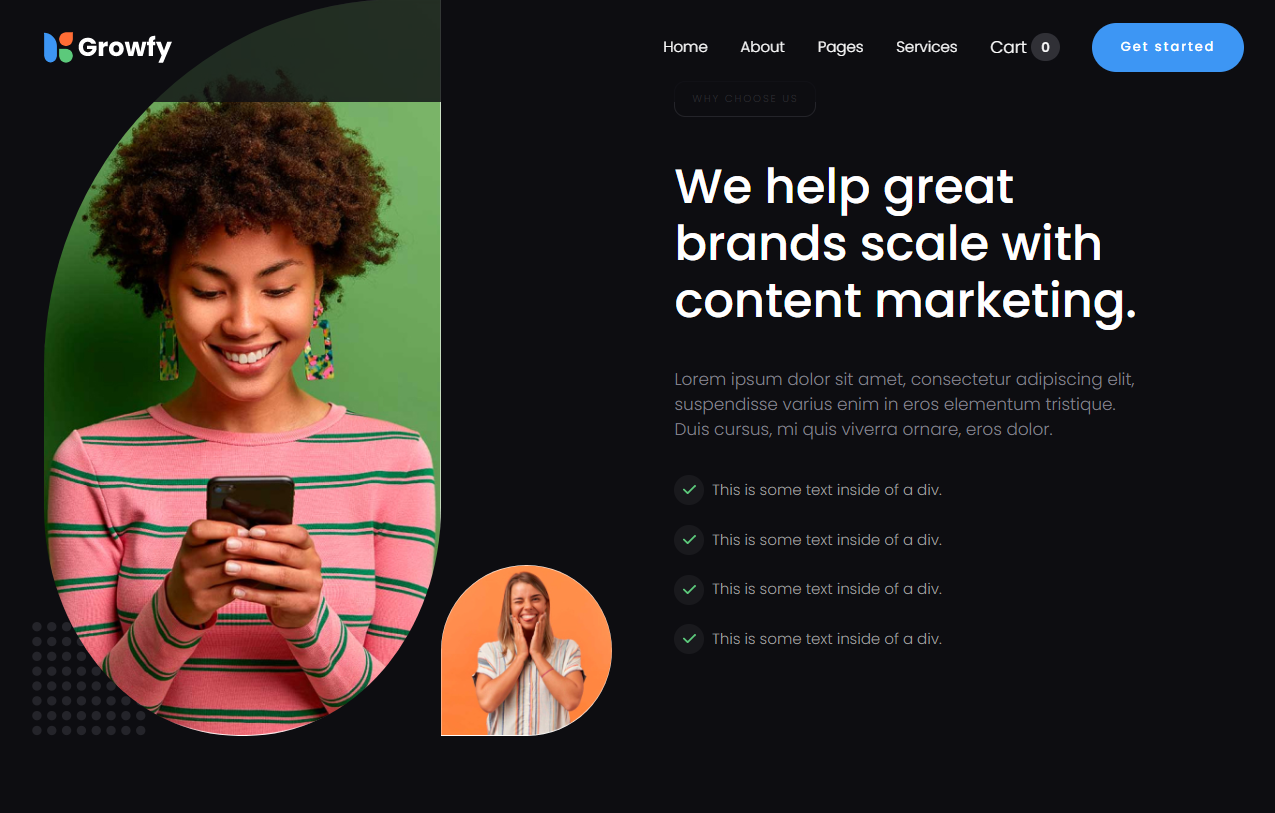 Growfy
Home About Pages Services Cart 0 Get started
WHY CHOOSE US
We help great
brands scale with
content marketing.
Lorem ipsum dolor sit amet, consectetur adipiscing elit,
suspendisse varius enim in eros elementum tristique.
Duis cursus, mi quis viverra ornare, eros dolor.
This is some text inside of a div.
This is some text inside of a div.
This is some text inside of a div.
This is some text inside of a div.